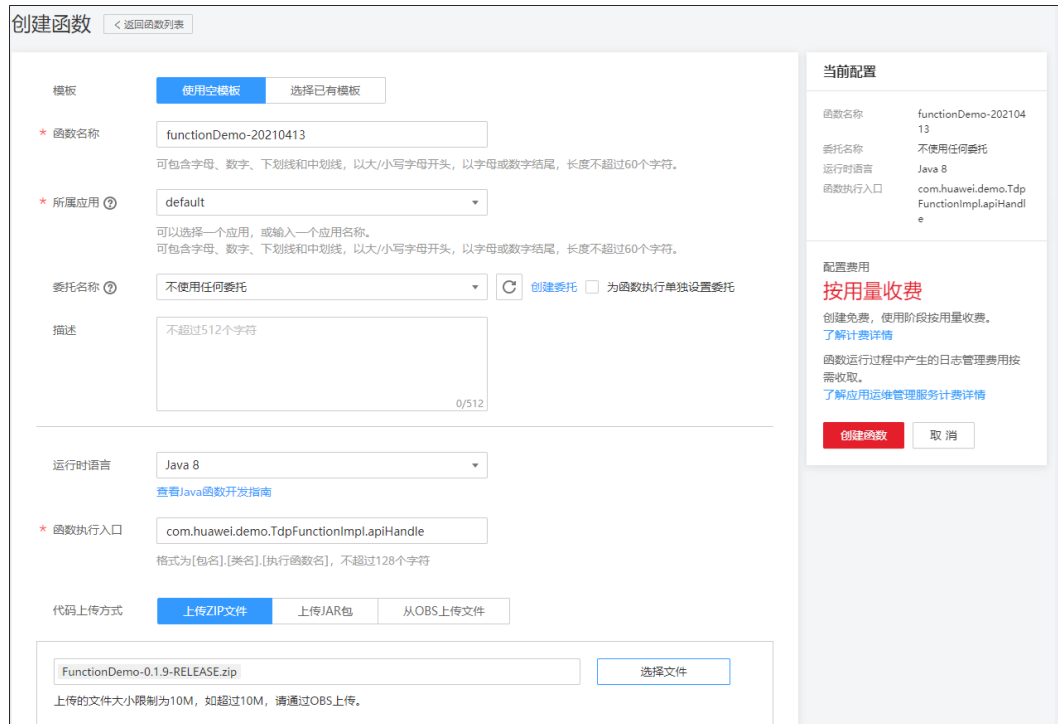 创建函数 <返回函数列表
模板 使用空模板 选择已有模板
* 函数名称 functionDemo-20210413
可包含字母、数字、下划线和中划线，以大/小写字母开头，以字母或数字结尾，长度不超过60个字符。
* 所属应用 ? default
可以选择一个应用，或输入一个应用名称。
可包含字母、数字、下划线和中划线，以大/小写字母开头，以字母或数字结尾，长度不超过60个字符。
委托名称 ? 不使用任何委托 创建委托 为函数执行单独设置委托
描述 不超过512个字符
0/512
运行时语言 Java 8
查看Java函数开发指南
* 函数执行入口 com.huawei.demo.TdpFunctionImpl.apiHandle
格式为[包名].[类名].[执行函数名]，不超过128个字符
代码上传方式 上传ZIP文件 上传JAR包 从OBS上传文件
FunctionDemo-0.1.9-RELEASE.zip 选择文件
上传的文件大小限制为10M，如超过10M，请通过OBS上传。
当前配置
函数名称 functionDemo-202104
13
委托名称 不使用任何委托
运行时语言 Java 8
函数执行入口 com.huawei.demo.Tdp
FunctionImpl.apiHandl
e
配置费用
按用量收费
创建免费，使用阶段按用量收费。
了解计费详情
函数运行过程中产生的日志管理费用按
需收取。
了解应用运维管理服务计费详情
创建函数 取消